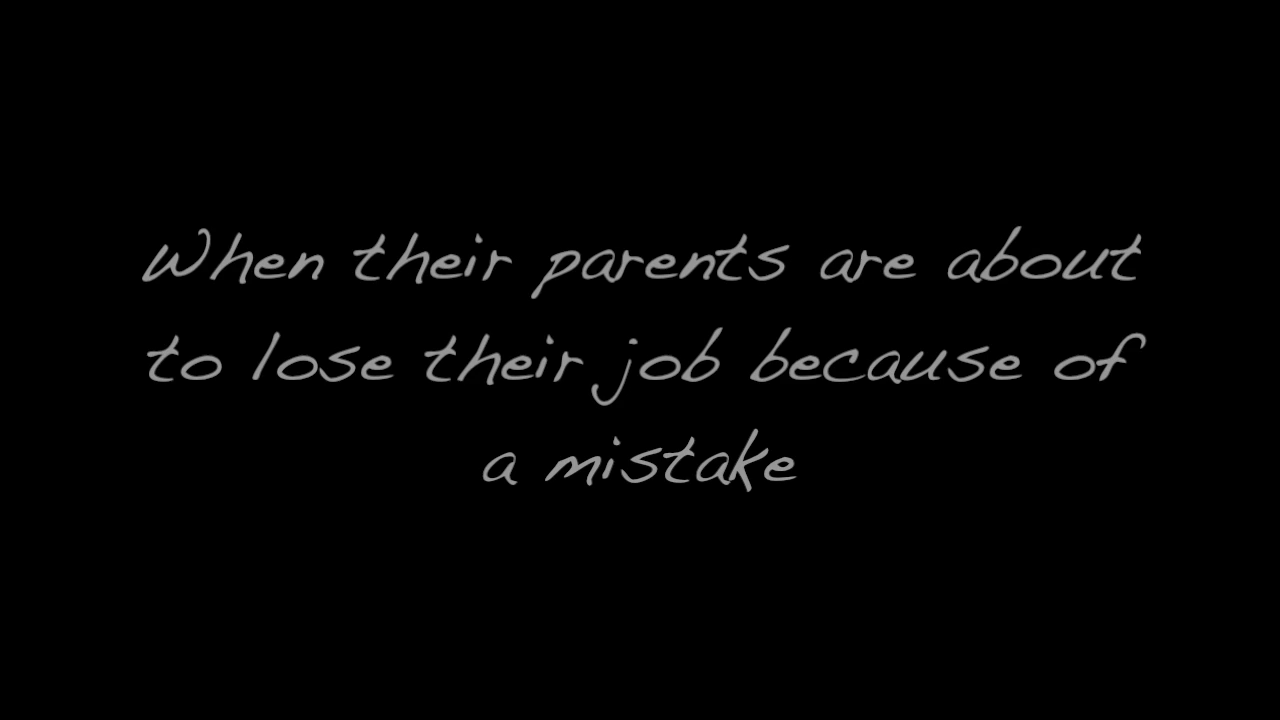 When their parents are about
to lose their job because of
a mistake